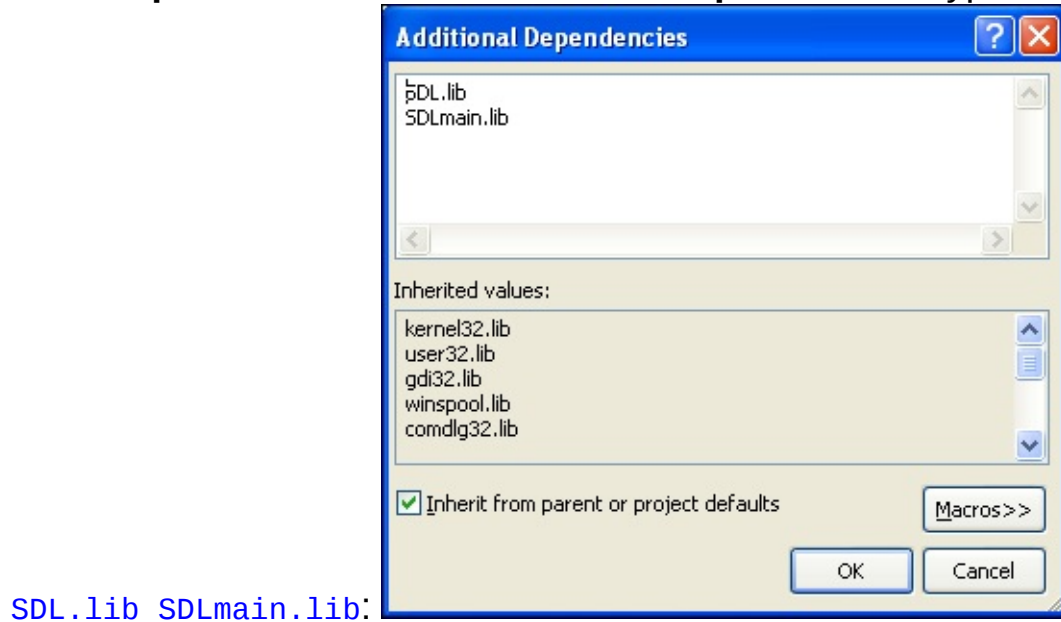 Additional Dependencies
SDL.lib
SDLmain.lib
Inherited values:
kernel32.lib
user32.lib
gdi32.lib
winspool.lib
comdlg32.lib
Inherit from parent or project defaults
Macros>>
OK
Cancel
SDL.lib SDLmain.lib: